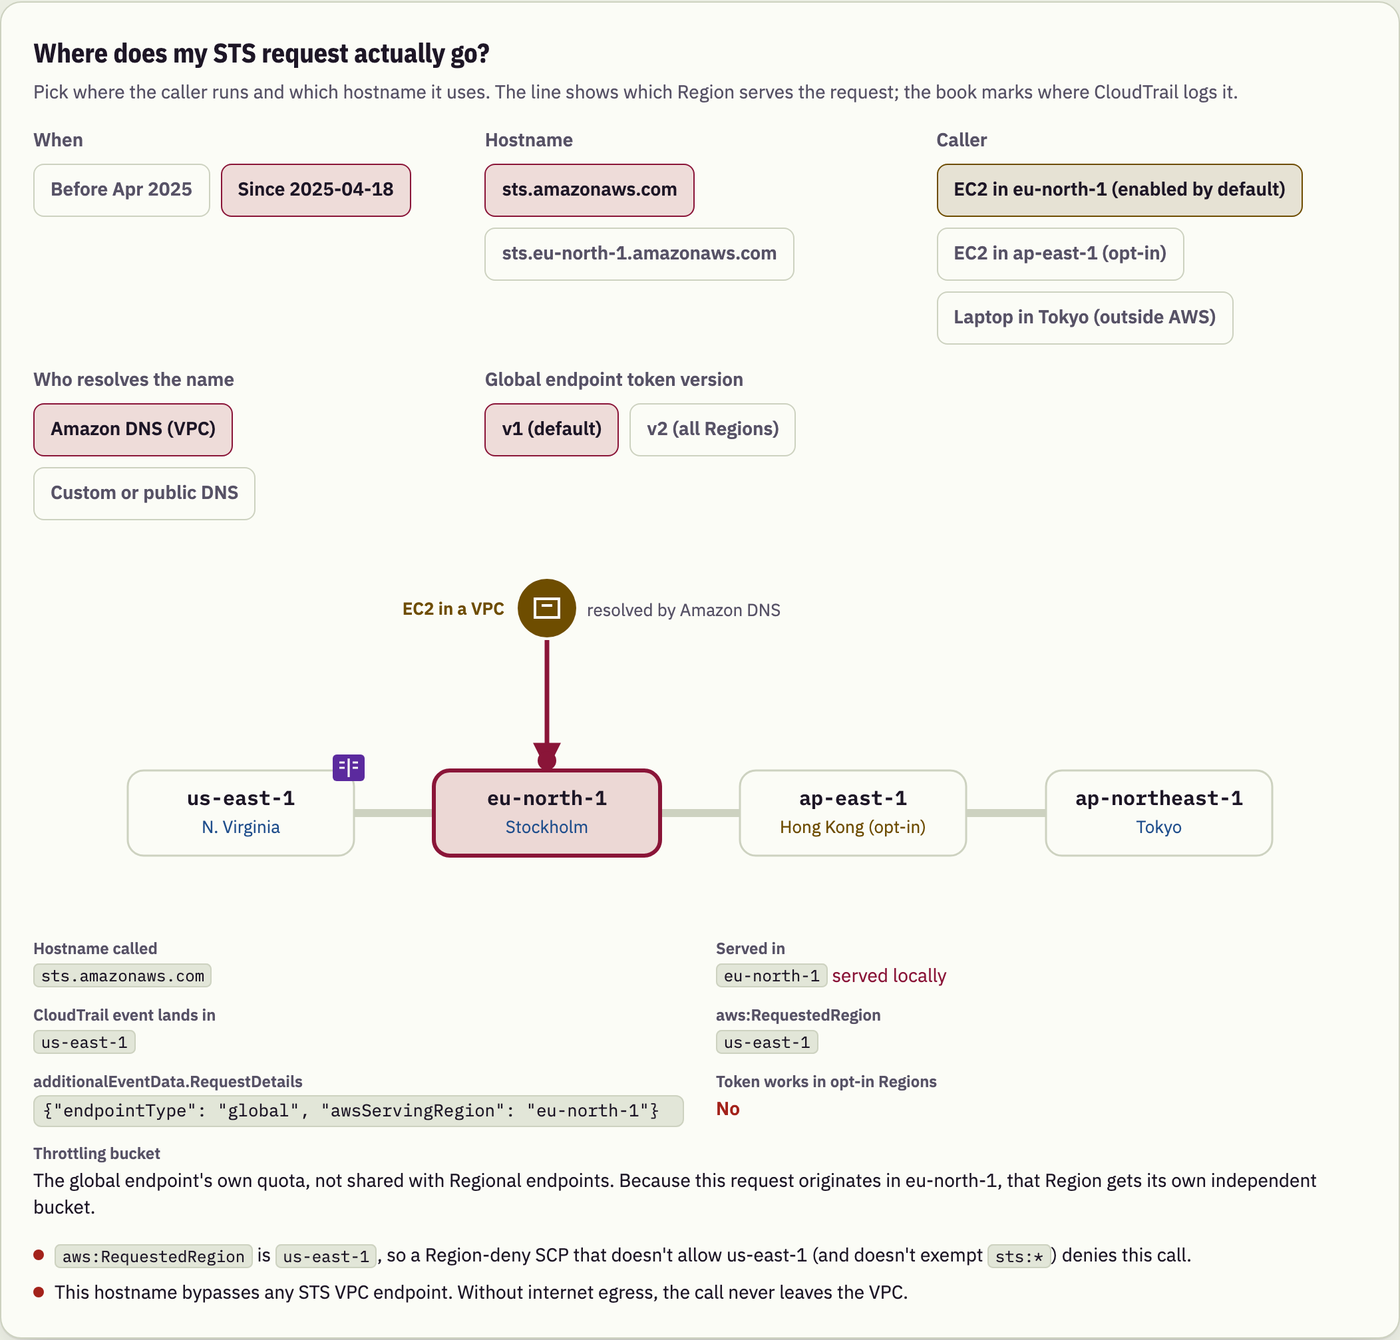 Where does my STS request actually go?
Pick where the caller runs and which hostname it uses. The line shows which Region serves the request; the book marks where CloudTrail logs it.
When
Before Apr 2025
Since 2025-04-18
Hostname
sts.amazonaws.com
sts.eu-north-1.amazonaws.com
Caller
EC2 in eu-north-1 (enabled by default)
EC2 in ap-east-1 (opt-in)
Laptop in Tokyo (outside AWS)
Who resolves the name
Amazon DNS (VPC)
Custom or public DNS
Global endpoint token version
v1 (default)
v2 (all Regions)
EC2 in a VPC
resolved by Amazon DNS
us-east-1
N. Virginia
eu-north-1
Stockholm
ap-east-1
Hong Kong (opt-in)
ap-northeast-1
Tokyo
Hostname called
sts.amazonaws.com
Served in
eu-north-1 served locally
CloudTrail event lands in
us-east-1
aws:RequestedRegion
us-east-1
additionalEventData.RequestDetails
{"endpointType": "global", "awsServingRegion": "eu-north-1"}
Token works in opt-in Regions
No
Throttling bucket
The global endpoint's own quota, not shared with Regional endpoints. Because this request originates in eu-north-1, that Region gets its own independent
bucket.
aws:RequestedRegion is us-east-1, so a Region-deny SCP that doesn't allow us-east-1 (and doesn't exempt sts:*) denies this call.
This hostname bypasses any STS VPC endpoint. Without internet egress, the call never leaves the VPC.